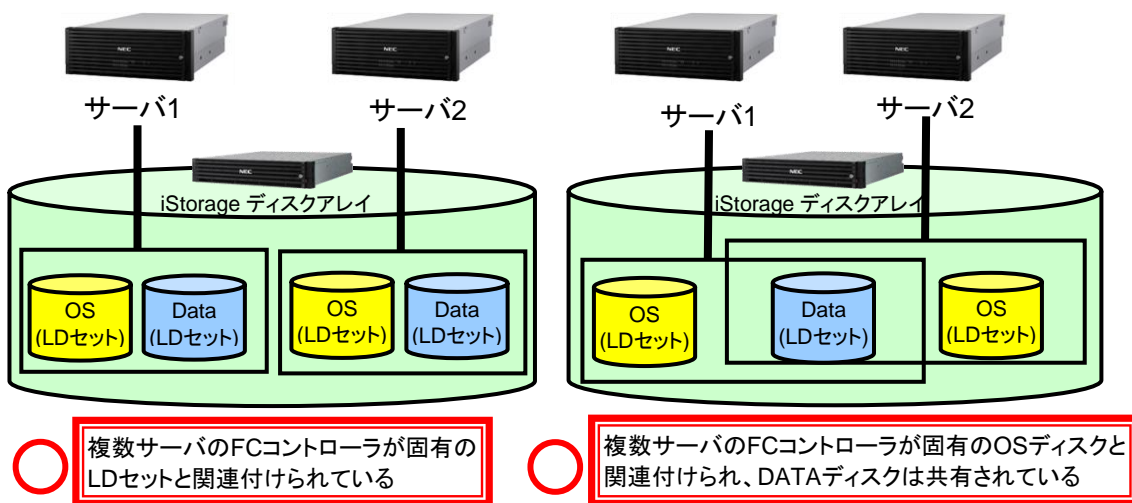 NEC
NEC
NEC
NEC
サーバ1
サーバ2
サーバ1
サーバ2
NEC
NEC
iStorage ディスクアレイ
iStorage ディスクアレイ
OS
(LDセット)
Data
(LDセット)
OS
(LDセット)
Data
(LDセット)
OS
(LDセット)
Data
(LDセット)
OS
(LDセット)
複数サーバのFCコントローラが固有の
LDセットと関連付けられている
複数サーバのFCコントローラが固有のOSディスクと
関連付けられ、DATAディスクは共有されている